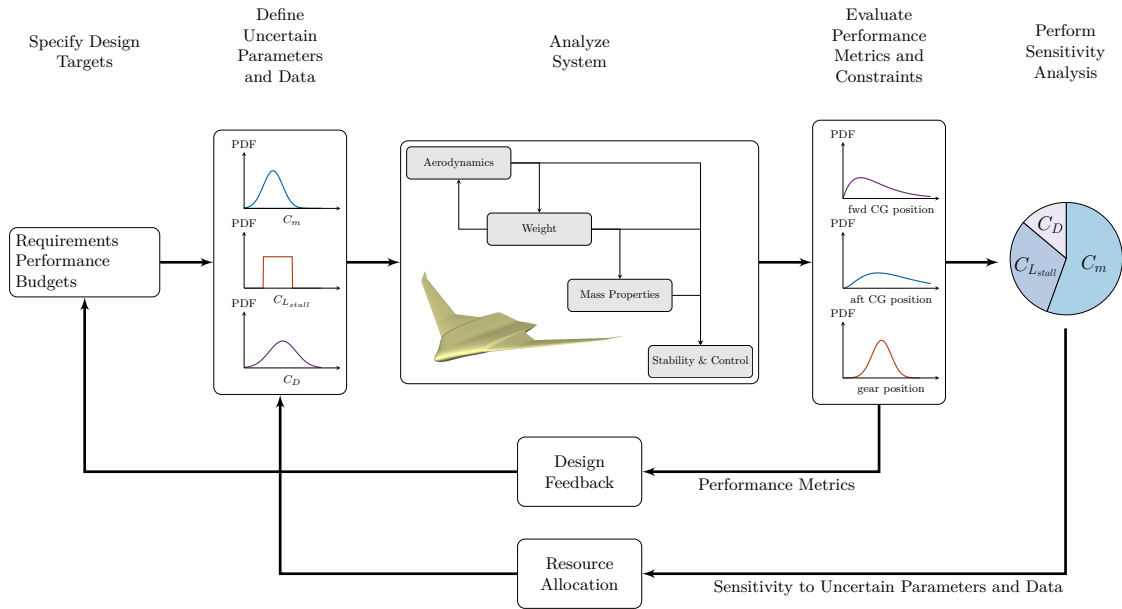 Specify Design
Targets
Define
Uncertain
Parameters
and Data
Analyze
System
Evaluate
Performance
Metrics and
Constraints
Perform
Sensitivity
Analysis
Requirements
Performance
Budgets
PDF
C_m
PDF
C_{L_{stall}}
PDF
C_D
Aerodynamics
Weight
Mass Properties
Stability & Control
PDF
fwd CG position
PDF
aft CG position
PDF
gear position
C_D
C_{L_{stall}}
C_m
Design
Feedback
Performance Metrics
Resource
Allocation
Sensitivity to Uncertain Parameters and Data